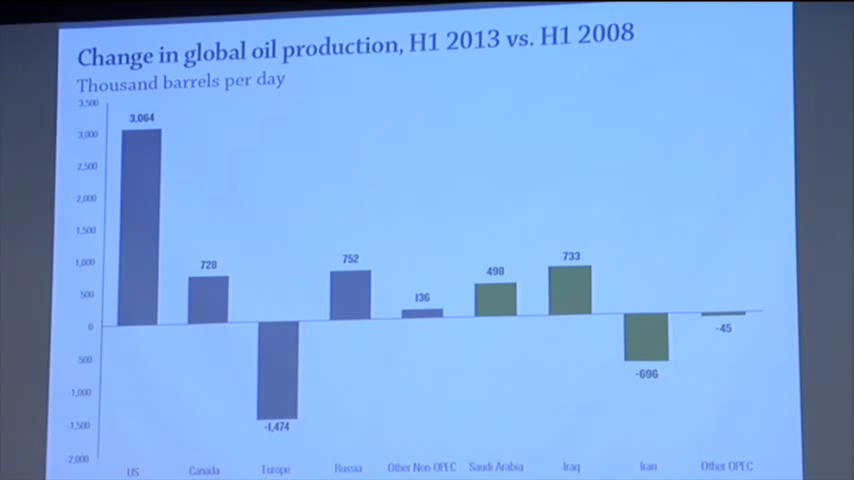 Change in global oil production, H1 2013 vs. H1 2008
Thousand barrels per day
3,500
3,000
2,500
2,000
1,500
1,000
500
0
500
1,000
-1,500
-2,000
3,064
728
-1,474
752
136
498
733
-696
-45
US
Canada
Europe
Russia
Other Non-OPEC
Saudi Arabia
Iraq
Iran
Other OPEC